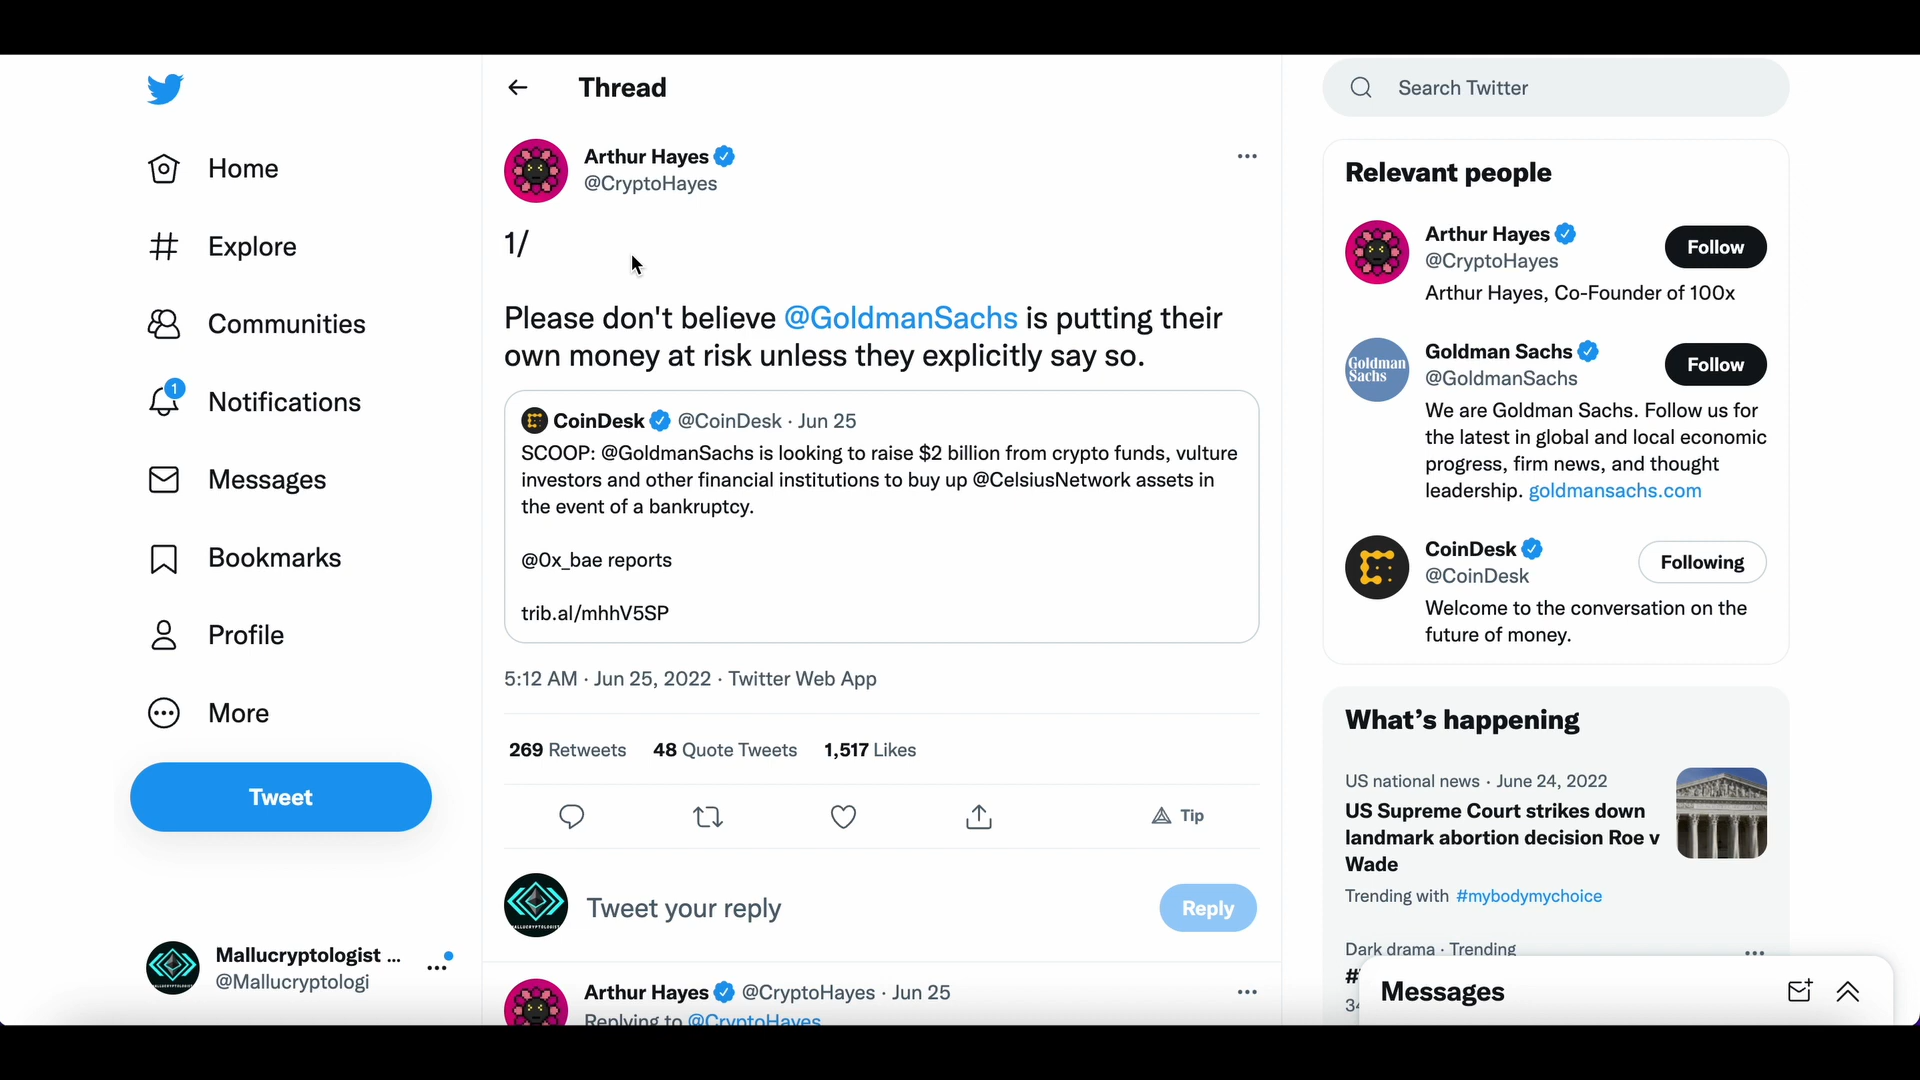 Home
Explore
Communities
1
Notifications
Messages
Bookmarks
Profile
More
Tweet
Mallucryptologist ...
@Mallucryptologi
Thread
Arthur Hayes
@CryptoHayes
1/
Please don't believe @GoldmanSachs is putting their
own money at risk unless they explicitly say so.
CoinDesk @CoinDesk · Jun 25
SCOOP: @GoldmanSachs is looking to raise $2 billion from crypto funds, vulture
investors and other financial institutions to buy up @CelsiusNetwork assets in
the event of a bankruptcy.
@0x_bae reports
trib.al/mhhV5SP
5:12 AM · Jun 25, 2022 · Twitter Web App
269 Retweets 48 Quote Tweets 1,517 Likes
Tip
Tweet your reply
Reply
Arthur Hayes @CryptoHayes · Jun 25
Replying to @CryptoHayes
Search Twitter
Relevant people
Arthur Hayes
@CryptoHayes
Follow
Arthur Hayes, Co-Founder of 100x
Goldman Sachs
Goldman Sachs
@GoldmanSachs
Follow
We are Goldman Sachs. Follow us for
the latest in global and local economic
progress, firm news, and thought
leadership. goldmansachs.com
CoinDesk
@CoinDesk
Following
Welcome to the conversation on the
future of money.
What's happening
US national news · June 24, 2022
US Supreme Court strikes down
landmark abortion decision Roe v
Wade
Trending with #mybodymychoice
Dark drama · Trending
Messages